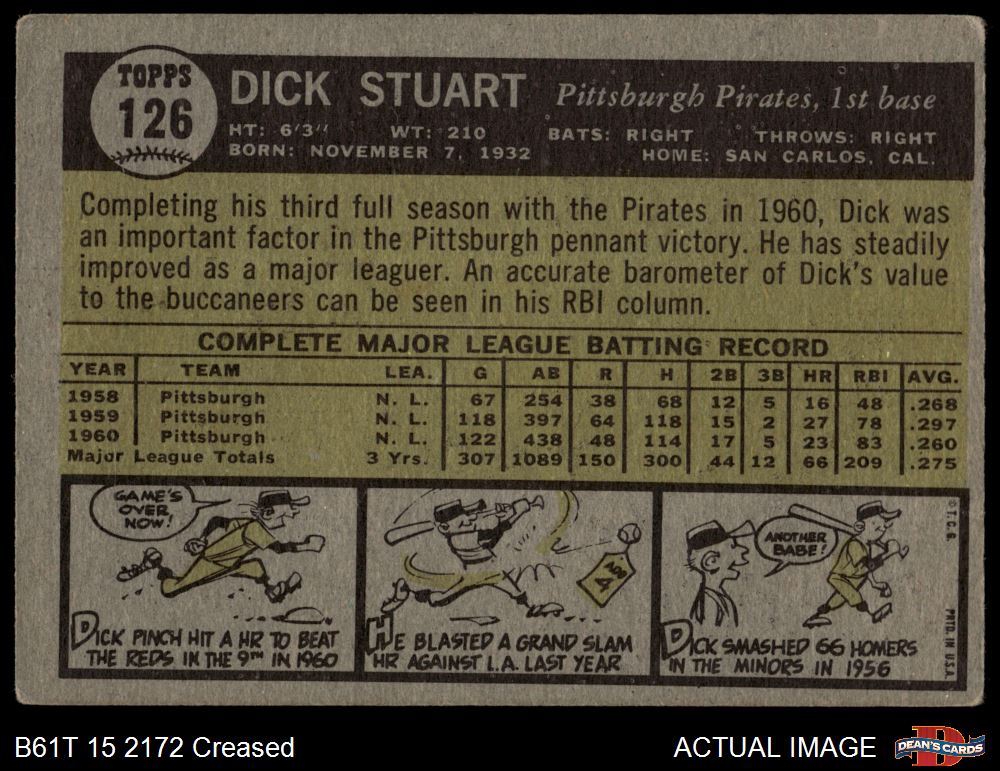 TOPPS
126
DICK STUART Pittsburgh Pirates, 1st base
HT: 6'3" WT: 210 BATS: RIGHT THROWS: RIGHT
BORN: NOVEMBER 7, 1932 HOME: SAN CARLOS, CAL.
Completing his third full season with the Pirates in 1960, Dick was
an important factor in the Pittsburgh pennant victory. He has steadily
improved as a major leaguer. An accurate barometer of Dick's value
to the buccaneers can be seen in his RBI column.
COMPLETE MAJOR LEAGUE BATTING RECORD
YEAR TEAM LEA. G AB R H 2B 3B HR RBI AVG.
1958 Pittsburgh N. L. 67 254 38 68 12 5 16 48 .268
1959 Pittsburgh N. L. 118 397 64 118 15 2 27 78 .297
1960 Pittsburgh N. L. 122 438 48 114 17 5 23 83 .260
Major League Totals 3 Yrs. 307 1089 150 300 44 12 66 209 .275
GAME'S
OVER
NOW!
DICK PINCH HIT A HR TO BEAT
THE REDS IN THE 9TH IN 1960
ADD
4
HE BLASTED A GRAND SLAM
HR AGAINST L.A. LAST YEAR
ANOTHER
BABE!
DICK SMASHED 66 HOMERS
IN THE MINORS IN 1956
© T. C. G. PRTD. IN U.S.A.
B61T 15 2172 Creased ACTUAL IMAGE
DEAN'S CARDS